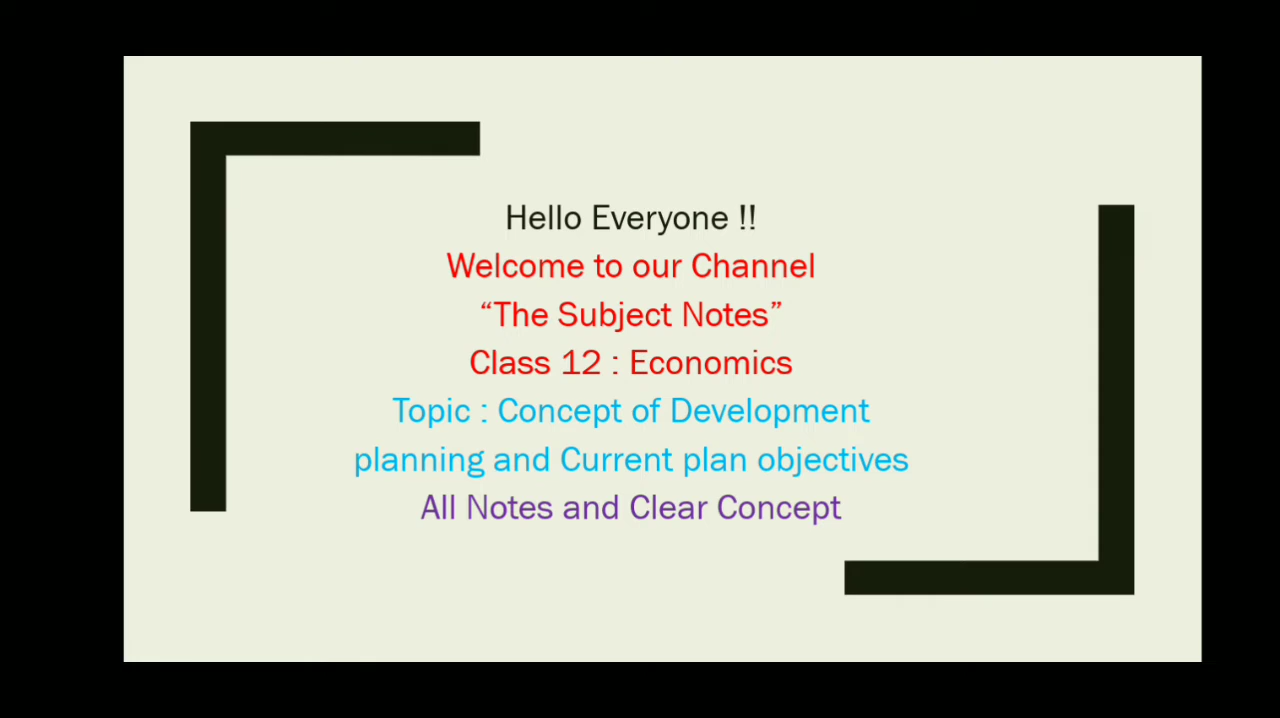 Hello Everyone !!
Welcome to our Channel
“The Subject Notes”
Class 12 : Economics
Topic : Concept of Development
planning and Current plan objectives
All Notes and Clear Concept